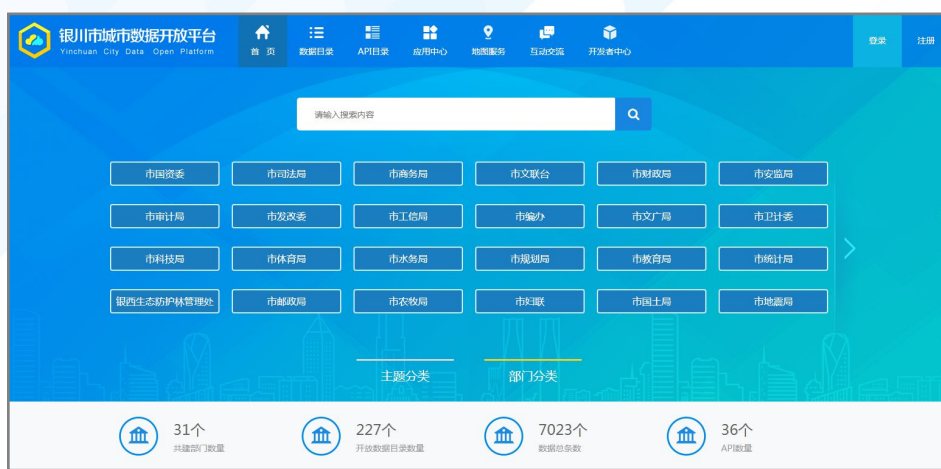 银川市城市数据开放平台
Yinchuan City Data Open Platform
首 页
数据目录
API目录
应用中心
地图服务
互动交流
开发者中心
登录
注册
请输入搜索内容
市国资委 市司法局 市商务局 市文联台 市财政局 市安监局
市审计局 市发改委 市工信局 市编办 市文广局 市卫计委
市科技局 市体育局 市水务局 市规划局 市教育局 市统计局
银西生态防护林管理处 市邮政局 市农牧局 市妇联 市国土局 市地震局
主题分类 部门分类
31个 227个 7023个 36个
共建部门数量 开放数据目录数量 数据总条数 API数量